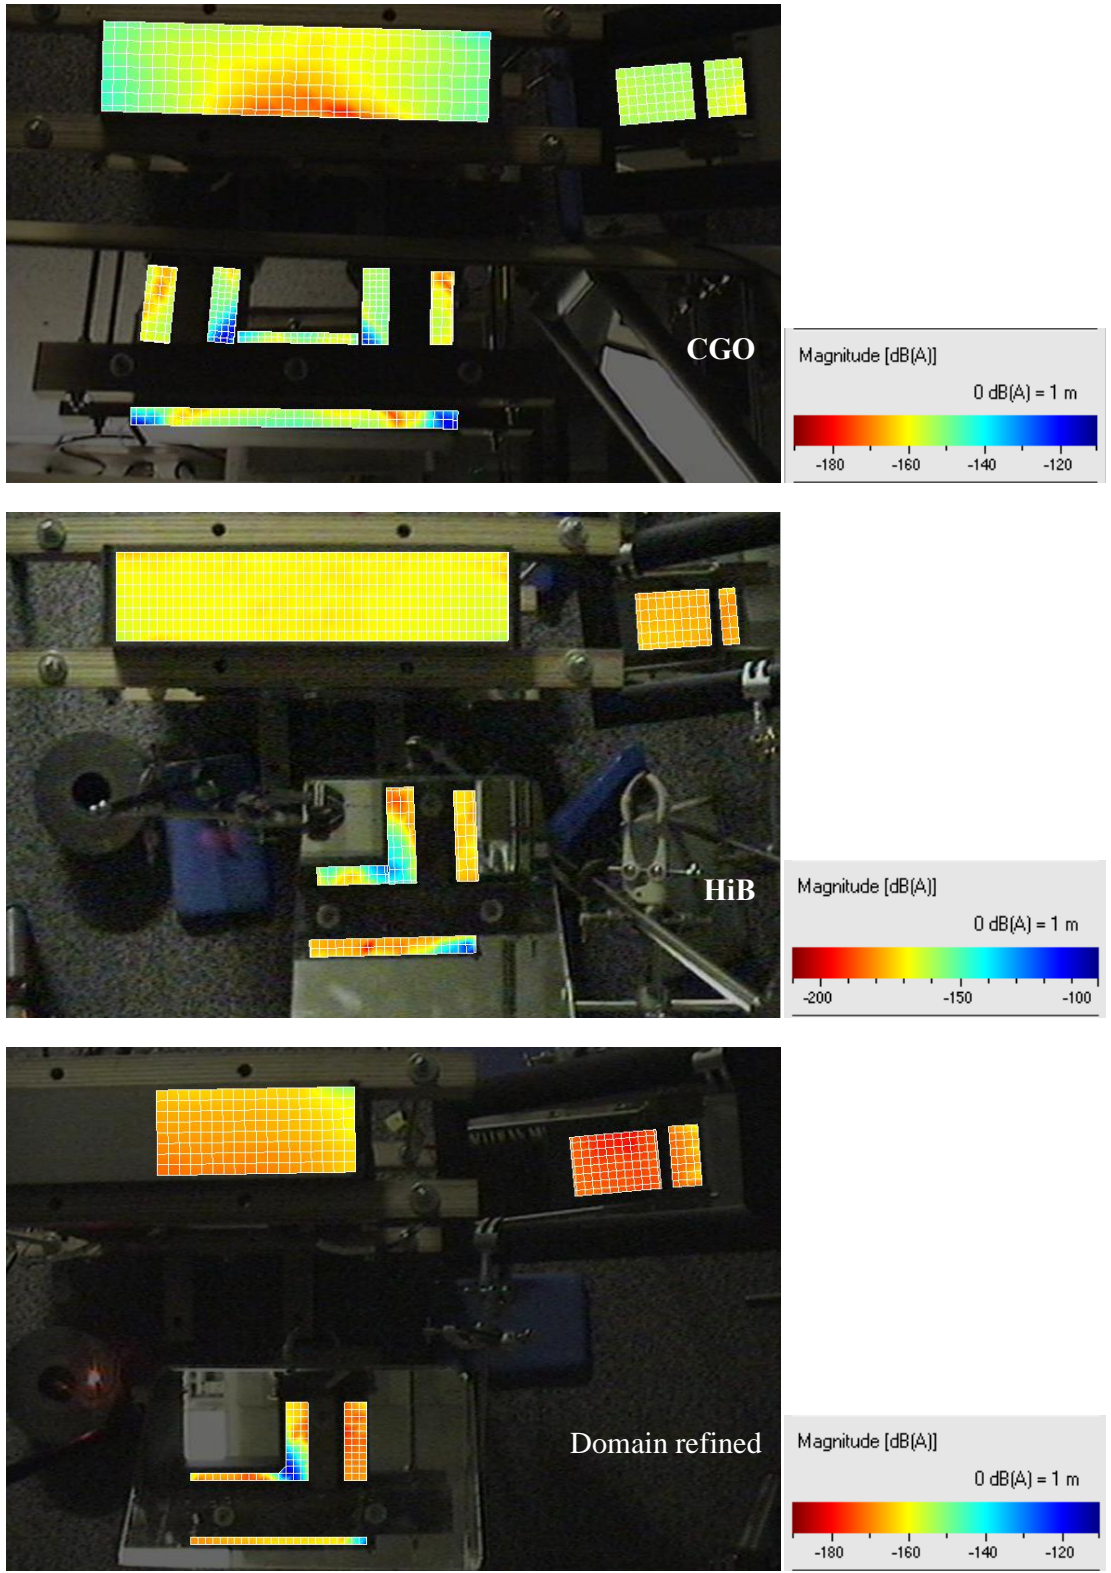 CGO
Magnitude [dB(A)]
0 dB(A) = 1 m
-180 -160 -140 -120
HiB
Magnitude [dB(A)]
0 dB(A) = 1 m
-200 -150 -100
Domain refined
Magnitude [dB(A)]
0 dB(A) = 1 m
-180 -160 -140 -120